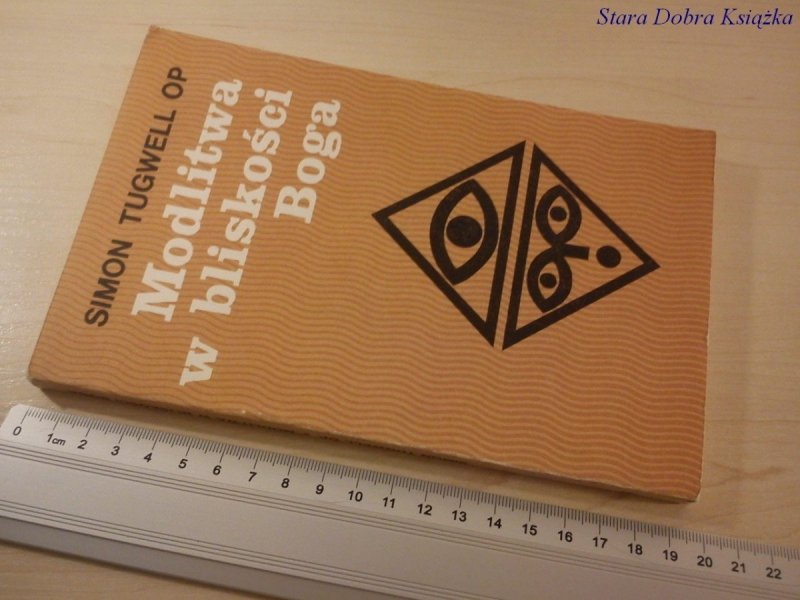 Stara Dobra Książka
SIMON TUGWELL OP
Modlitwa
w bliskości
Boga
0 1cm 2 3 4 5 6 7 8 9 10 11 12 13 14 15 16 17 18 19 20 21 22